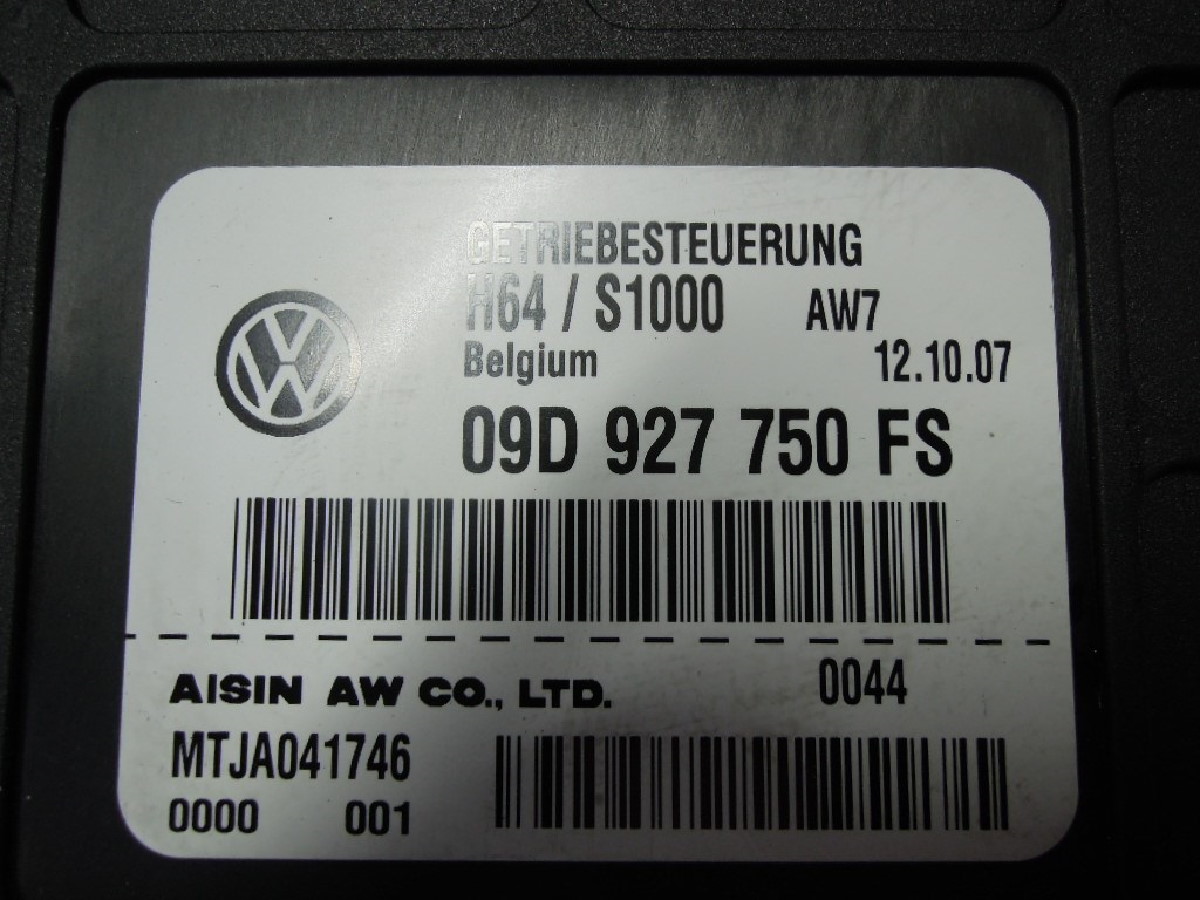 GETRIEBESTEUERUNG
H64 / S1000 AW7
Belgium 12.10.07
09D 927 750 FS
AISIN AW CO., LTD. 0044
MTJA041746
0000 001